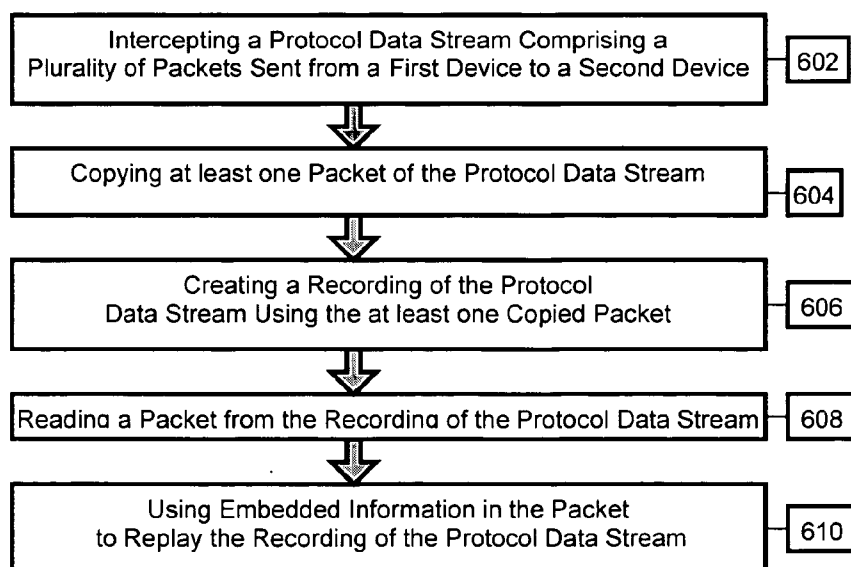 Intercepting a Protocol Data Stream Comprising a
Plurality of Packets Sent from a First Device to a Second Device
602
Copying at least one Packet of the Protocol Data Stream
604
Creating a Recording of the Protocol
Data Stream Using the at least one Copied Packet
606
Reading a Packet from the Recording of the Protocol Data Stream
608
Using Embedded Information in the Packet
to Replay the Recording of the Protocol Data Stream
610